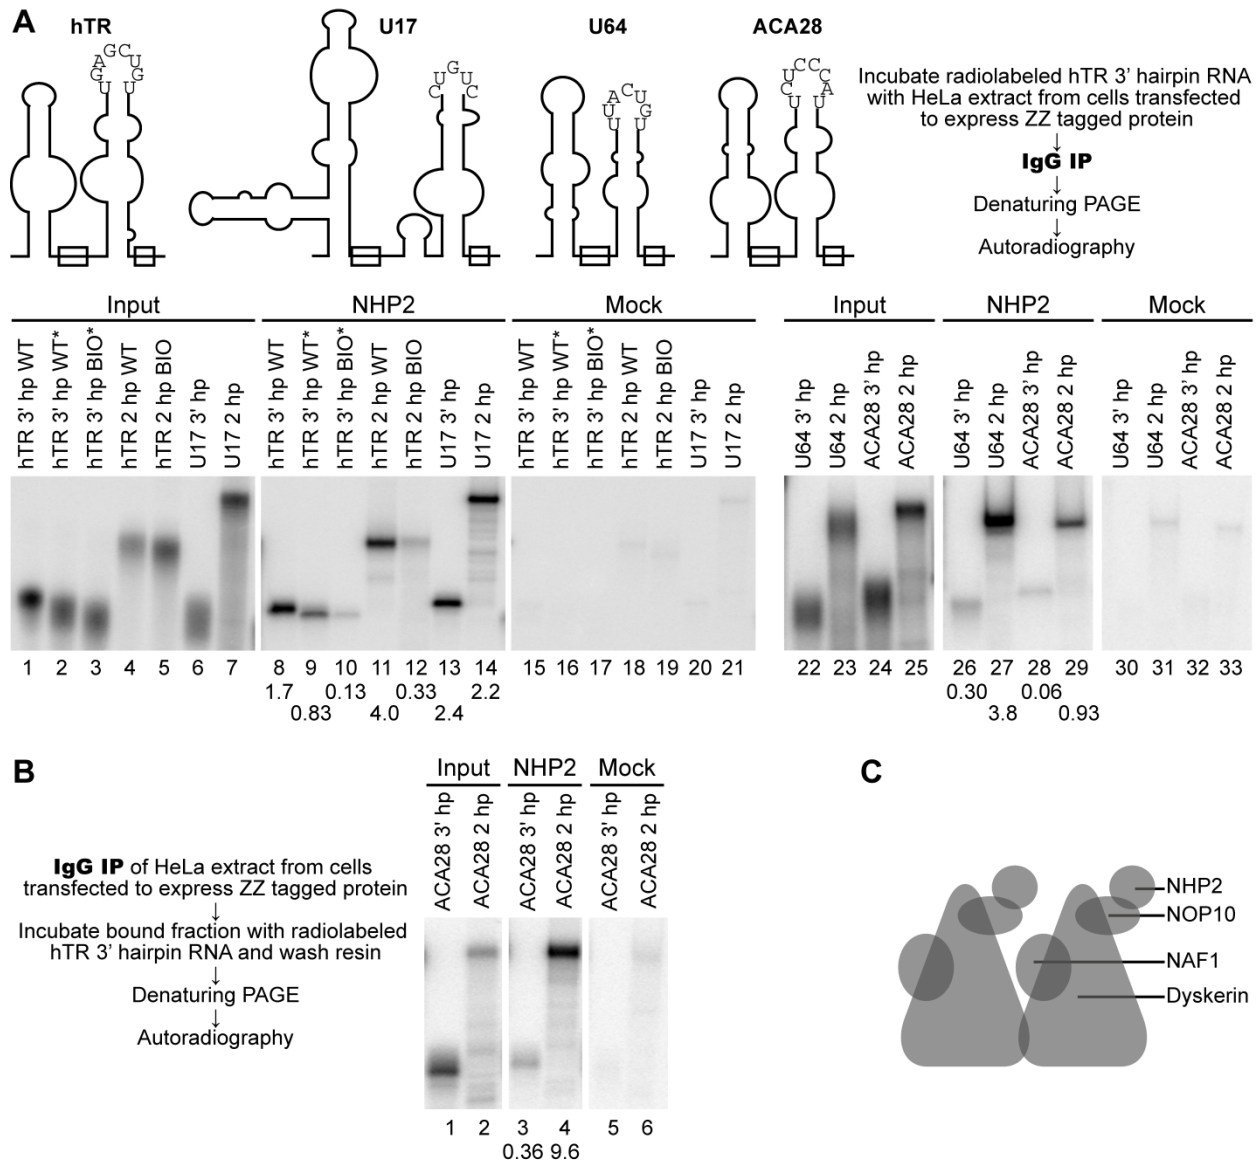 A
hTR
U17
U64
ACA28
U G A G C U G U
C U G U C
U U A C U G U
C U C C C A U U
Incubate radiolabeled hTR 3' hairpin RNA
with HeLa extract from cells transfected
to express ZZ tagged protein
↓
IgG IP
↓
Denaturing PAGE
↓
Autoradiography
Input
NHP2
Mock
Input
NHP2
Mock
hTR 3' hp WT
hTR 3' hp WT*
hTR 3' hp BIO*
hTR 2 hp WT
hTR 2 hp BIO
U17 3' hp
U17 2 hp
hTR 3' hp WT
hTR 3' hp WT*
hTR 3' hp BIO*
hTR 2 hp WT
hTR 2 hp BIO
U17 3' hp
U17 2 hp
hTR 3' hp WT
hTR 3' hp WT*
hTR 3' hp BIO*
hTR 2 hp WT
hTR 2 hp BIO
U17 3' hp
U17 2 hp
U64 3' hp
U64 2 hp
ACA28 3' hp
ACA28 2 hp
U64 3' hp
U64 2 hp
ACA28 3' hp
ACA28 2 hp
U64 3' hp
U64 2 hp
ACA28 3' hp
ACA28 2 hp
1 2 3 4 5 6 7 8 9 10 11 12 13 14 15 16 17 18 19 20 21 22 23 24 25 26 27 28 29 30 31 32 33
1.7 0.13 0.33 2.2 0.30 0.06
0.83 4.0 2.4 3.8 0.93
B
IgG IP of HeLa extract from cells
transfected to express ZZ tagged protein
↓
Incubate bound fraction with radiolabeled
hTR 3' hairpin RNA and wash resin
↓
Denaturing PAGE
↓
Autoradiography
Input
NHP2
Mock
ACA28 3' hp
ACA28 2 hp
ACA28 3' hp
ACA28 2 hp
ACA28 3' hp
ACA28 2 hp
1 2 3 4 5 6
0.36 9.6
C
NHP2
NOP10
NAF1
Dyskerin